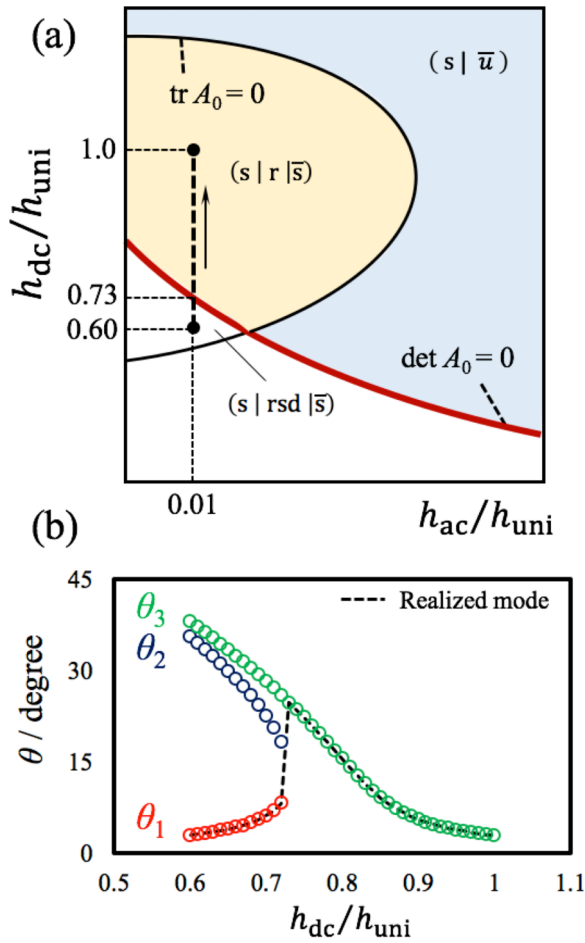 (a)
tr A₀ = 0
(s | u̅)
1.0
(s | r |s̅)
h_dc/h_uni
0.73
0.60
(s | rsd |s̅)
det A₀ = 0
0.01
h_ac/h_uni
(b)
45
θ₃
θ₂
Realized mode
30
θ / degree
15
θ₁
0
0.5 0.6 0.7 0.8 0.9 1 1.1
h_dc/h_uni